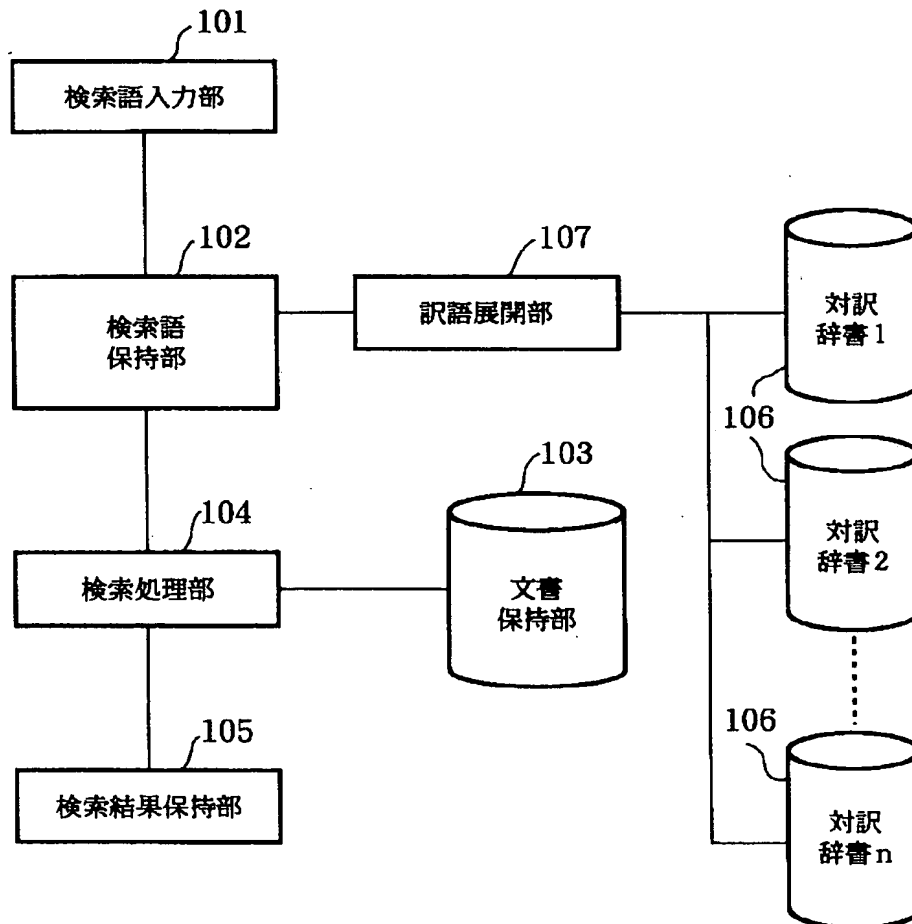 101
検索語入力部
102
検索語
保持部
107
訳語展開部
対訳
辞書1
106
103
文書
保持部
対訳
辞書2
104
検索処理部
106
105
検索結果保持部
対訳
辞書n